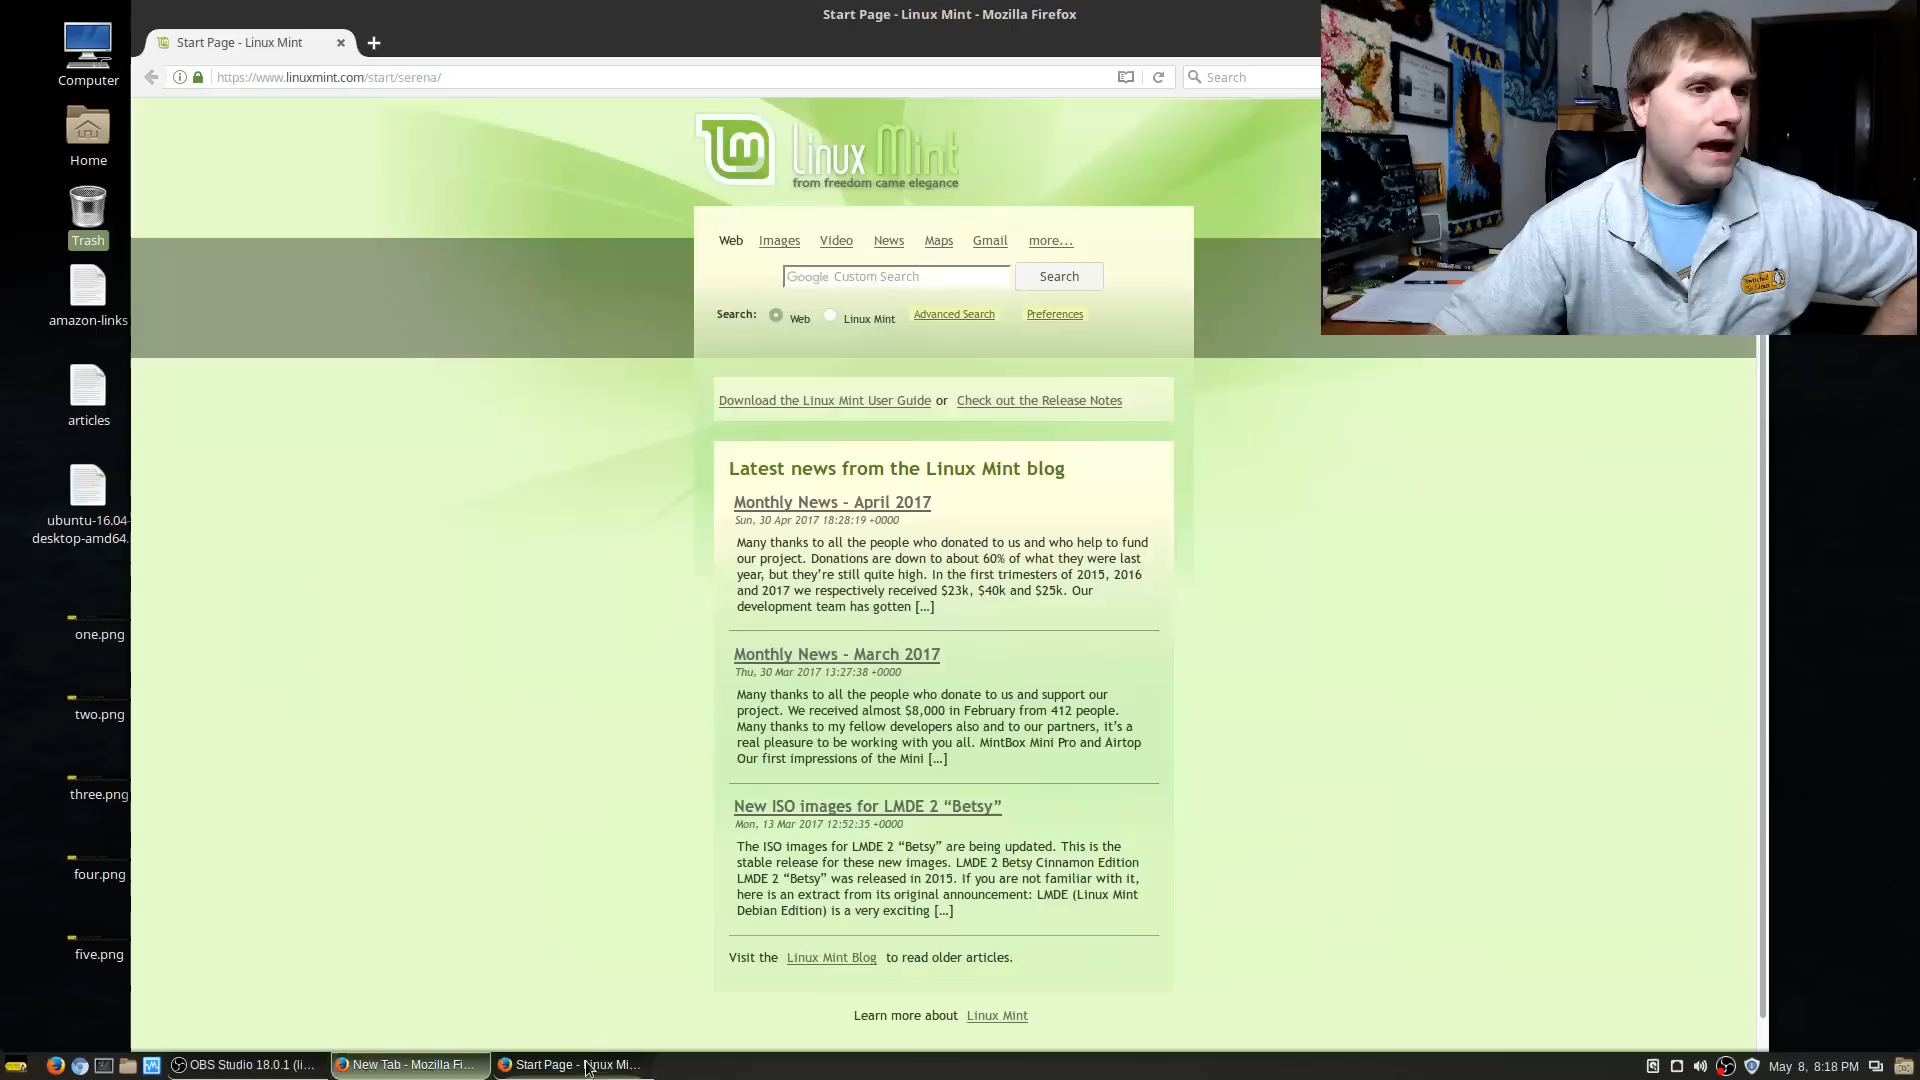 Start Page - Linux Mint - Mozilla Firefox
Start Page - Linux Mint
https://www.linuxmint.com/start/serena/
Search
Computer
Home
Trash
amazon-links
articles
ubuntu-16.04-
desktop-amd64.
one.png
two.png
three.png
four.png
five.png
lm Linux Mint
from freedom came elegance
Web Images Video News Maps Gmail more...
Google Custom Search Search
Search: Web Linux Mint Advanced Search Preferences
Download the Linux Mint User Guide or Check out the Release Notes
Latest news from the Linux Mint blog
Monthly News - April 2017
Sun, 30 Apr 2017 18:28:19 +0000
Many thanks to all the people who donated to us and who help to fund
our project. Donations are down to about 60% of what they were last
year, but they’re still quite high. In the first trimesters of 2015, 2016
and 2017 we respectively received $23k, $40k and $25k. Our
development team has gotten [...]
Monthly News - March 2017
Thu, 30 Mar 2017 13:27:38 +0000
Many thanks to all the people who donate to us and support our
project. We received almost $8,000 in February from 412 people.
Many thanks to my fellow developers also and to our partners, it’s a
real pleasure to be working with you all. MintBox Mini Pro and Airtop
Our first impressions of the Mini [...]
New ISO images for LMDE 2 “Betsy”
Mon, 13 Mar 2017 12:52:35 +0000
The ISO images for LMDE 2 “Betsy” are being updated. This is the
stable release for these new images. LMDE 2 Betsy Cinnamon Edition
LMDE 2 “Betsy” was released in 2015. If you are not familiar with it,
here is an extract from its original announcement: LMDE (Linux Mint
Debian Edition) is a very exciting [...]
Visit the Linux Mint Blog to read older articles.
Learn more about Linux Mint
Switched
To Linux
OBS Studio 18.0.1 (li... New Tab - Mozilla Fi... Start Page - Linux Mi... May 8, 8:18 PM